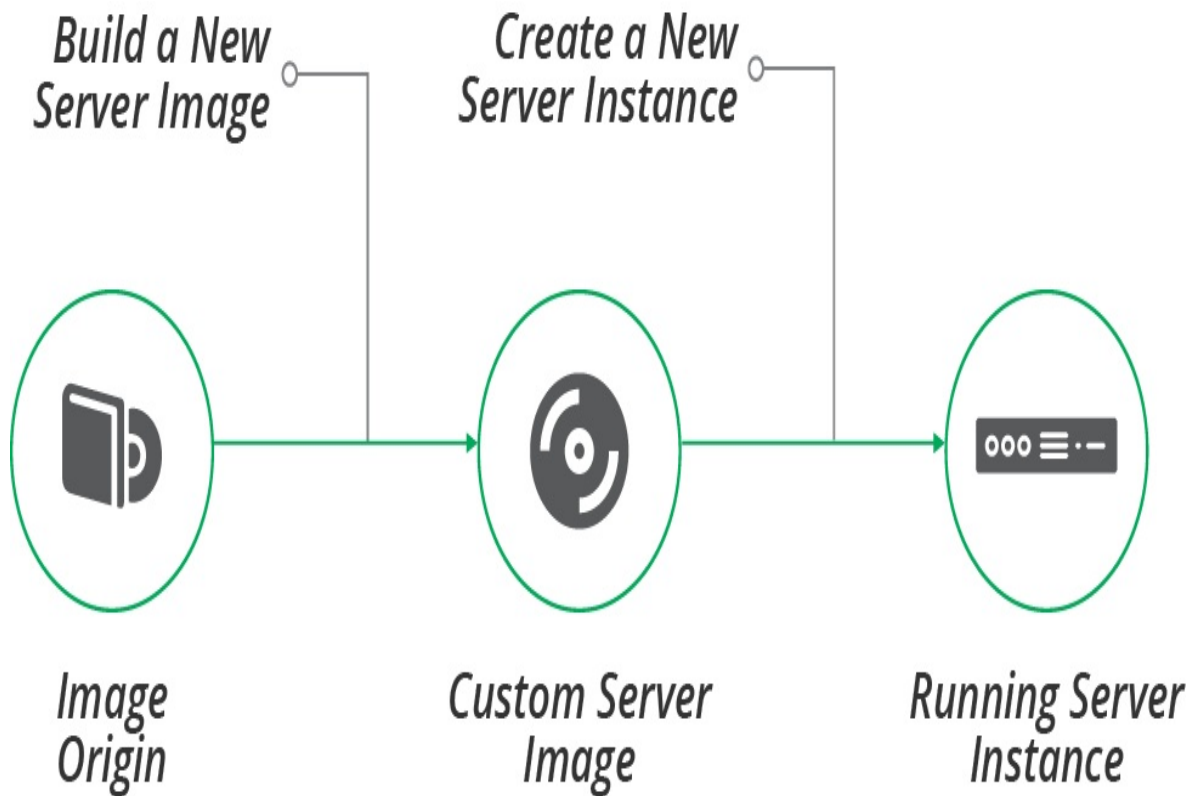 Build a New
Server Image
Create a New
Server Instance
Image
Origin
Custom Server
Image
Running Server
Instance